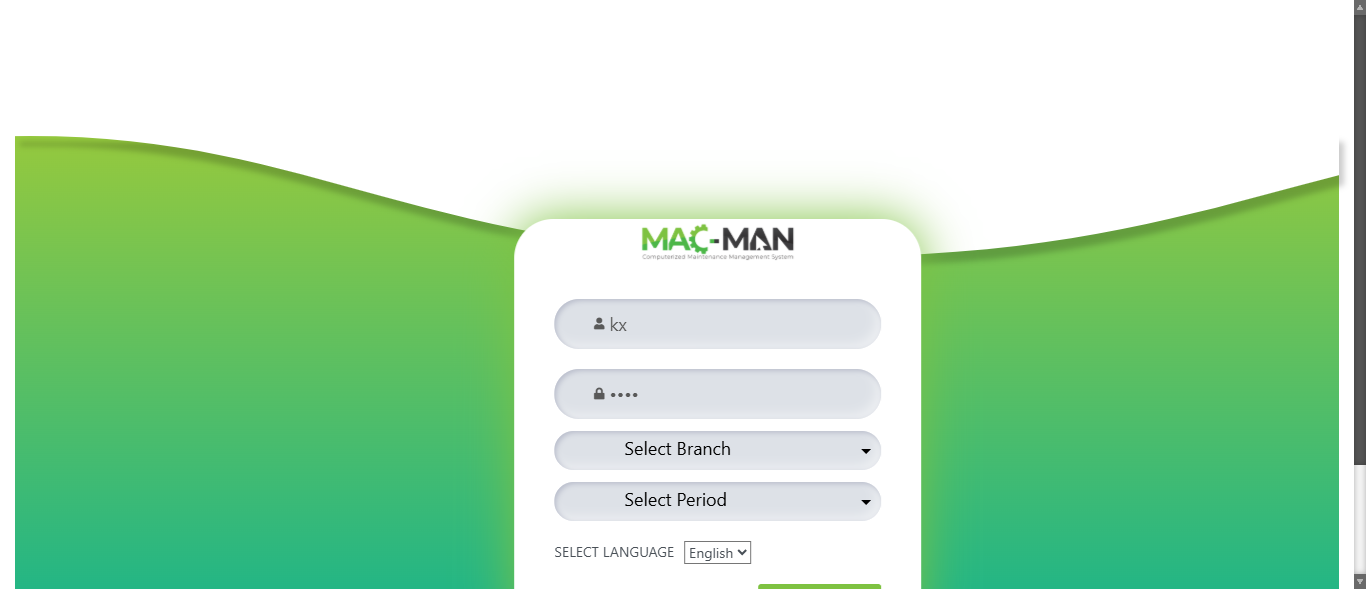 MAC-MAN
Computerized Maintenance Management System
kx
••••
Select Branch
Select Period
SELECT LANGUAGE English